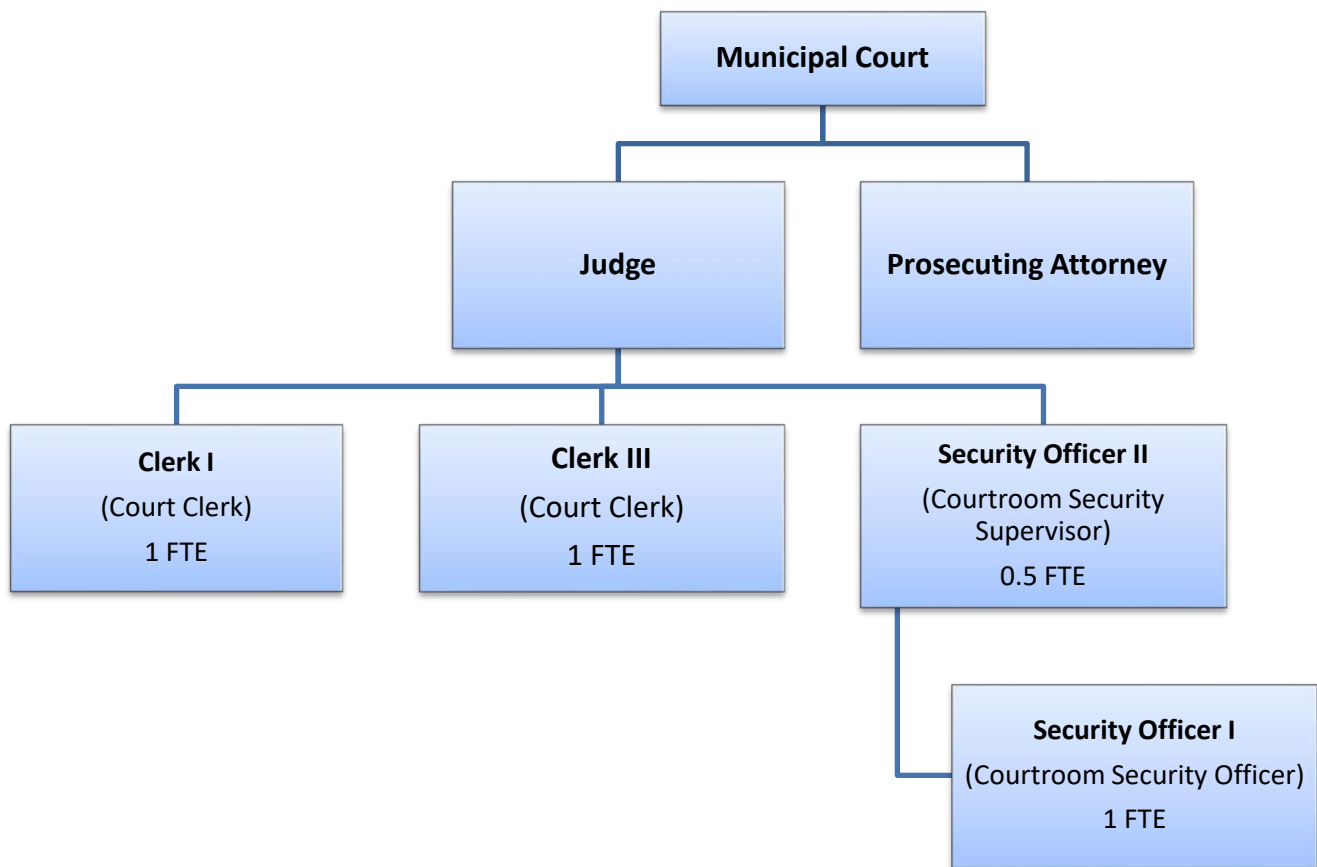 Municipal Court
Judge
Prosecuting Attorney
Clerk I
(Court Clerk)
1 FTE
Clerk III
(Court Clerk)
1 FTE
Security Officer II
(Courtroom Security
Supervisor)
0.5 FTE
Security Officer I
(Courtroom Security Officer)
1 FTE